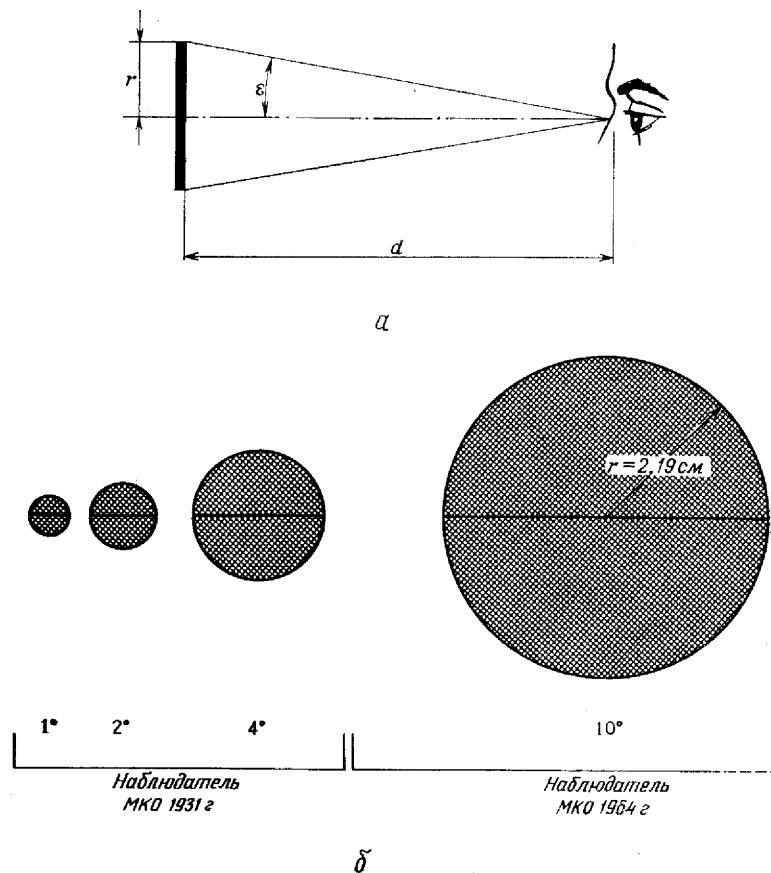 r
ε
d
а
r = 2,19 см
1° 2° 4° 10°
Наблюдатель
МКО 1931 г
Наблюдатель
МКО 1964 г
б